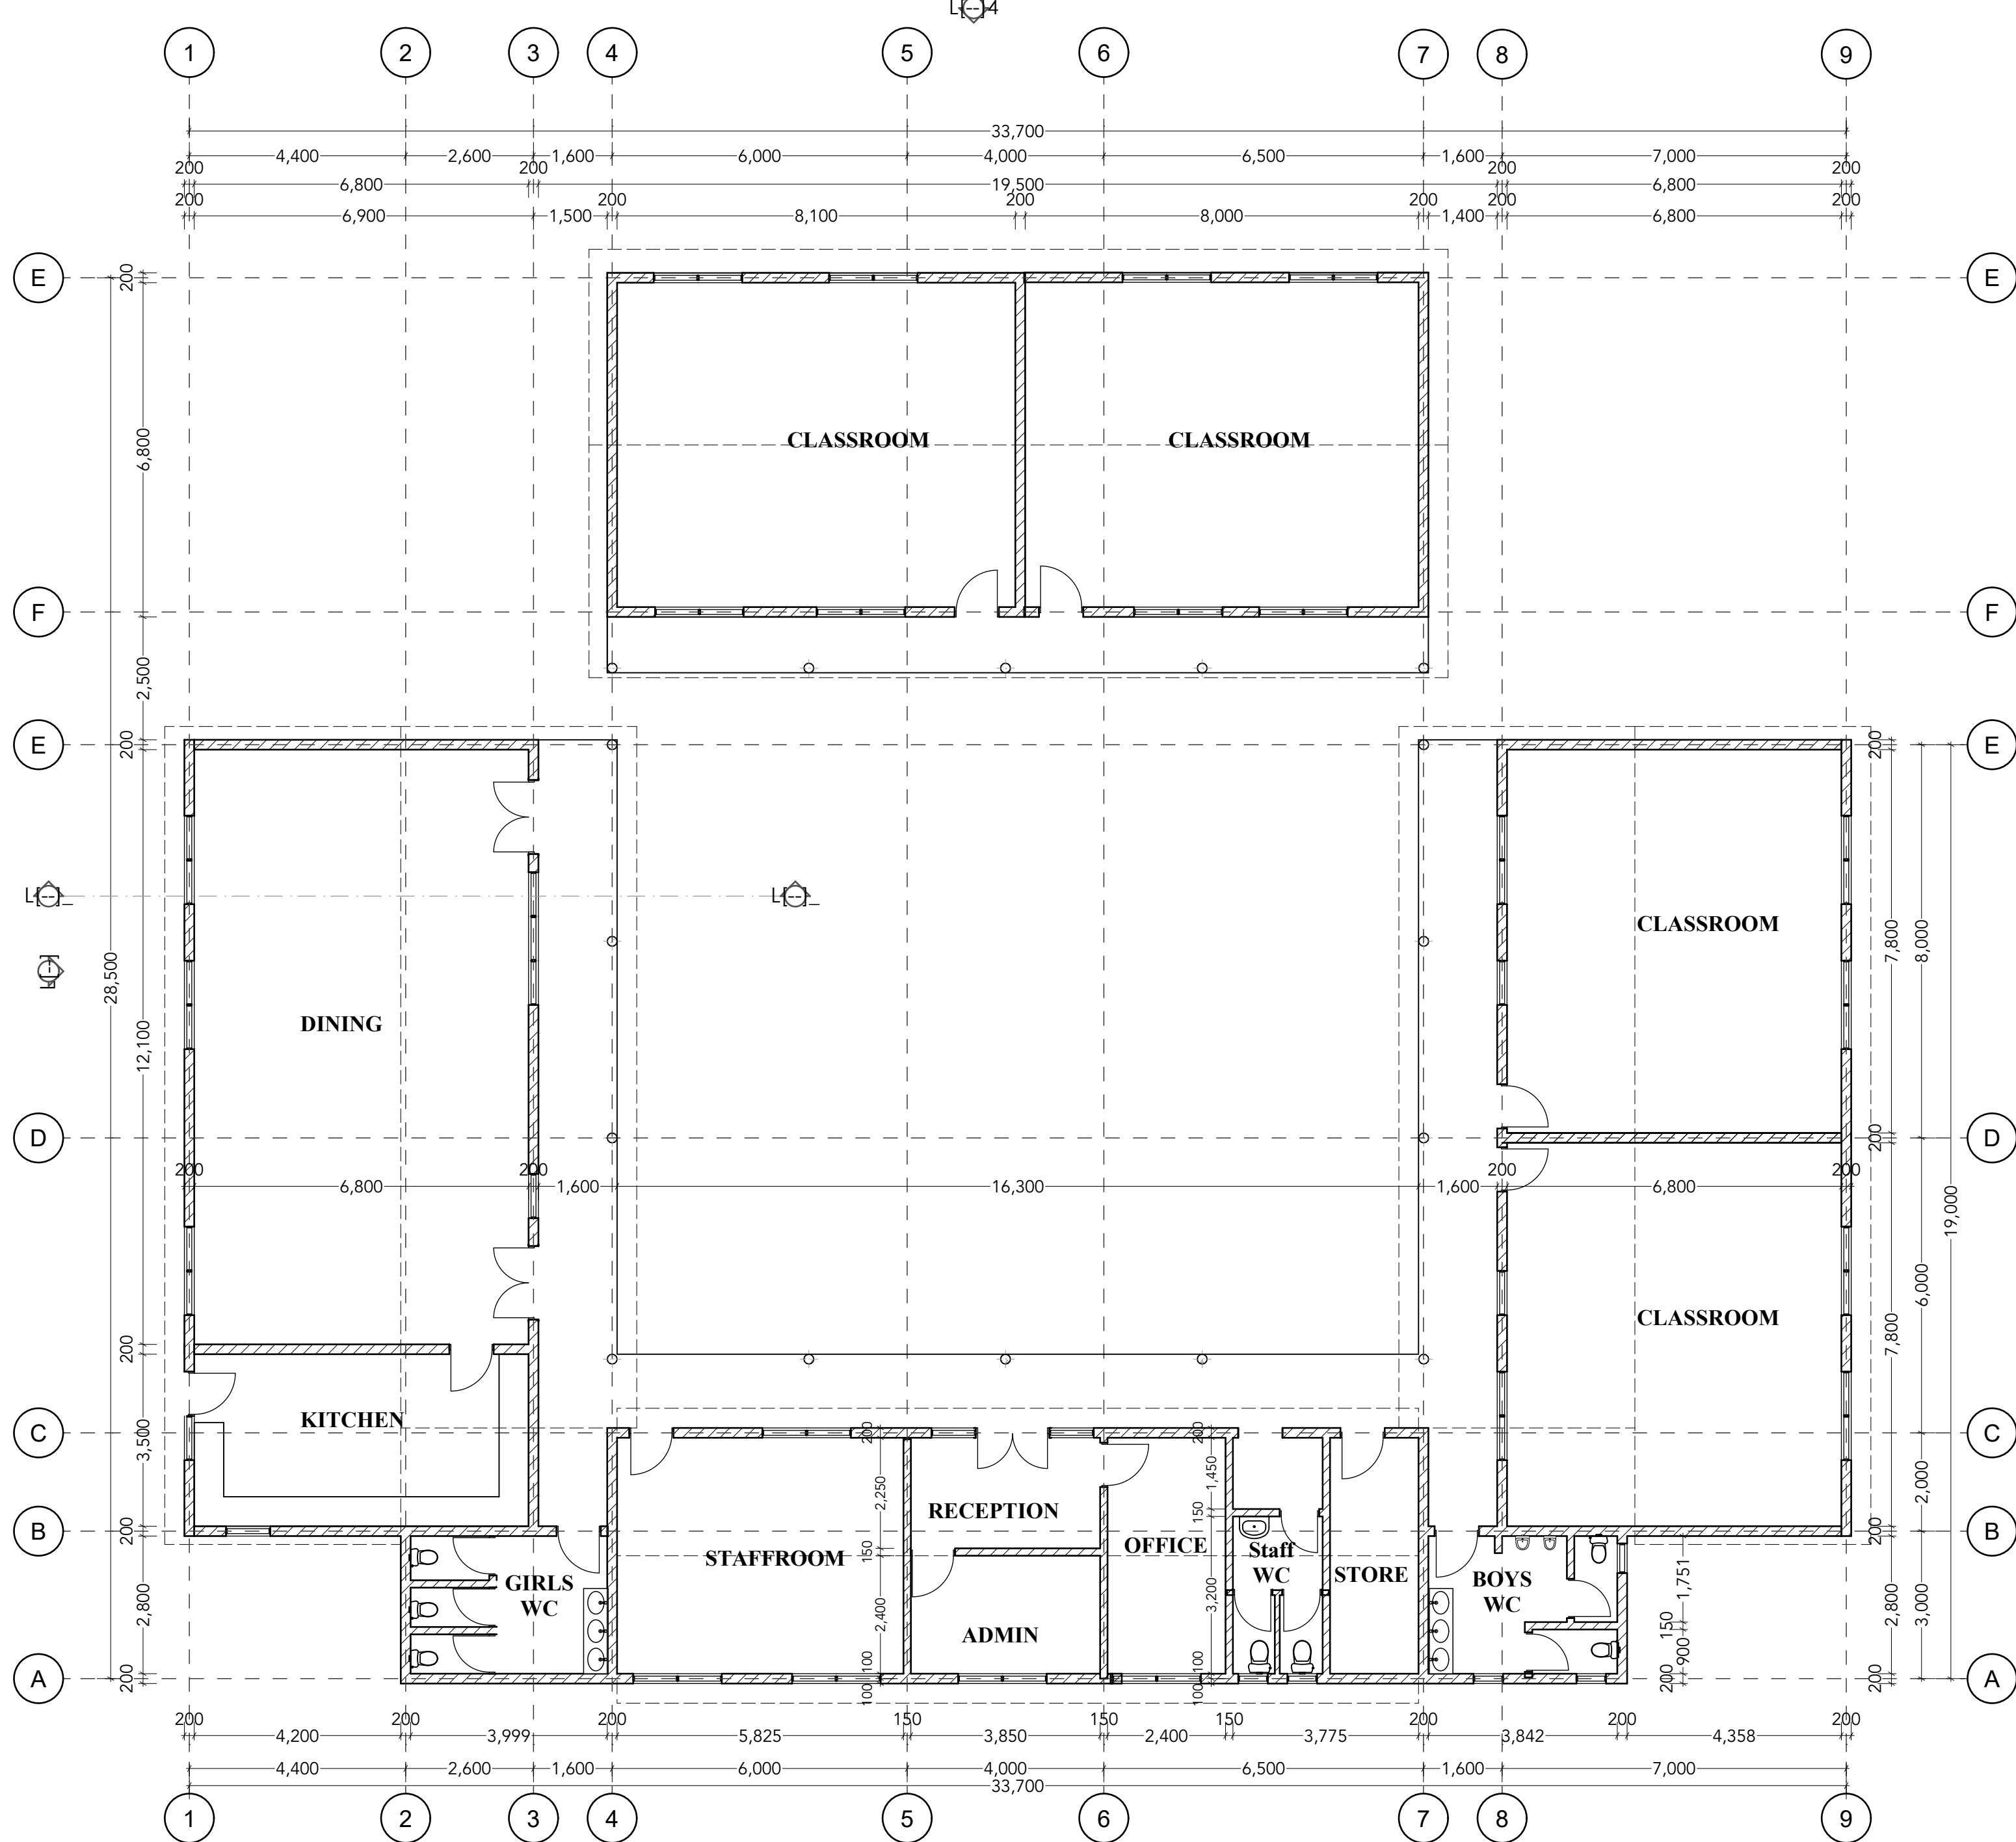 L[--]4
1 2 3 4 5 6 7 8 9
33,700
4,400 2,600 1,600 6,000 4,000 6,500 1,600 7,000
200 200 200 200
6,800 19,500 6,800
200 200 200 200 200 200
6,900 1,500 8,100 8,000 1,400 6,800
E 200 E
6,800
CLASSROOM CLASSROOM
F F
2,500
E 200 200 E
L[--]_ L[--]_
CLASSROOM
7,800 8,000
L[--]
28,500
DINING
12,100
D 200 D
200 200 200 200
6,800 1,600 16,300 1,600 6,800
19,000
6,000
CLASSROOM
200 7,800
KITCHEN
C 3,500 200 200 C
1,450
2,250 2,000
RECEPTION 150
B 200 200 B
STAFFROOM 150 OFFICE Staff
WC STORE
GIRLS
WC
BOYS
WC
1,751
2,800 2,400 3,200 150 2,800 3,000
ADMIN 900
100 100
A 200 100 100 200 200 A
200 200 200 150 150 150 200 200 200
4,200 3,999 5,825 3,850 2,400 3,775 3,842 4,358
4,400 2,600 1,600 6,000 4,000 6,500 1,600 7,000
33,700
1 2 3 4 5 6 7 8 9